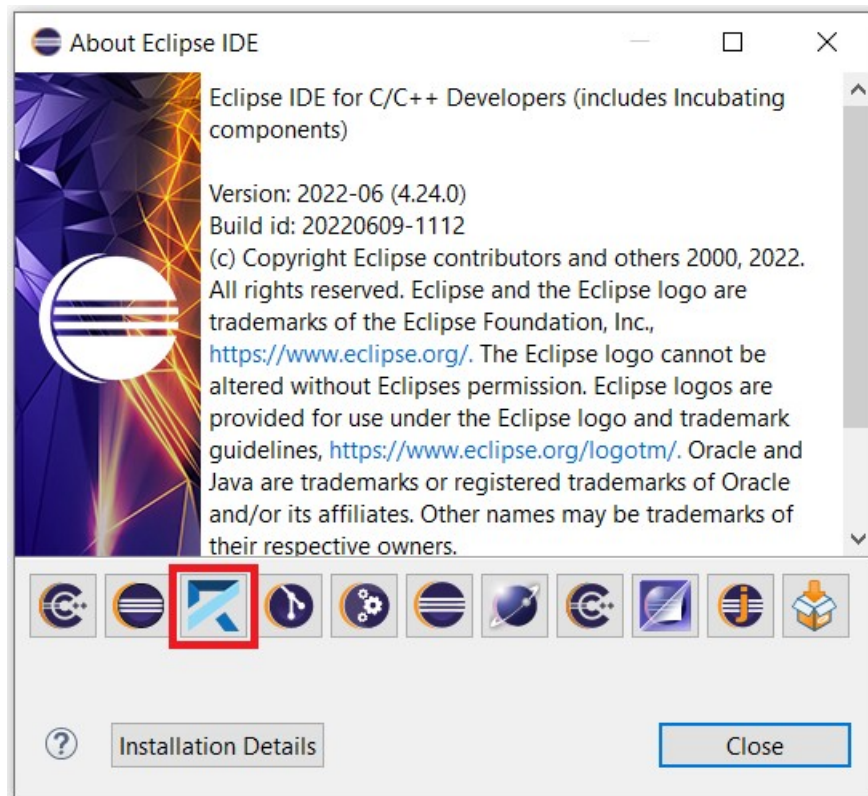 About Eclipse IDE
Eclipse IDE for C/C++ Developers (includes Incubating
components)
Version: 2022-06 (4.24.0)
Build id: 20220609-1112
(c) Copyright Eclipse contributors and others 2000, 2022.
All rights reserved. Eclipse and the Eclipse logo are
trademarks of the Eclipse Foundation, Inc.,
https://www.eclipse.org/. The Eclipse logo cannot be
altered without Eclipses permission. Eclipse logos are
provided for use under the Eclipse logo and trademark
guidelines, https://www.eclipse.org/logotm/. Oracle and
Java are trademarks or registered trademarks of Oracle
and/or its affiliates. Other names may be trademarks of
their respective owners.
C++ C++ j
? Installation Details Close